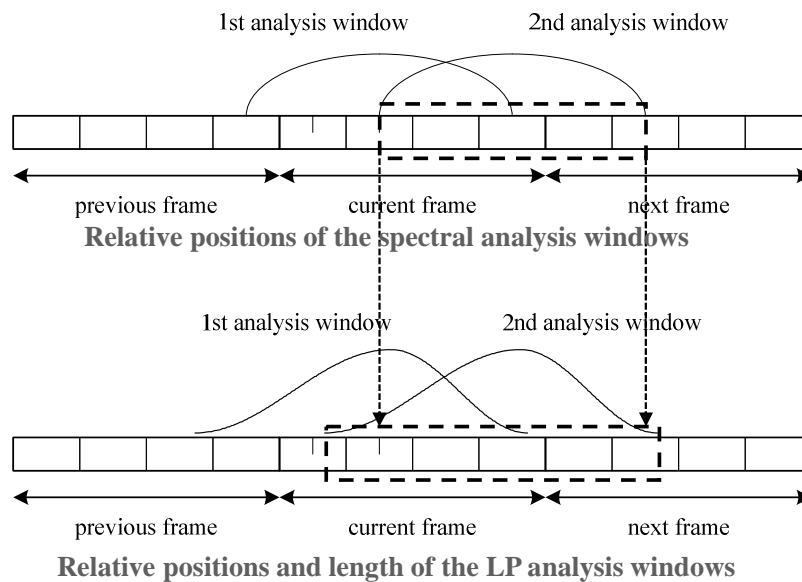 1st analysis window 2nd analysis window
previous frame current frame next frame
Relative positions of the spectral analysis windows
1st analysis window 2nd analysis window
previous frame current frame next frame
Relative positions and length of the LP analysis windows